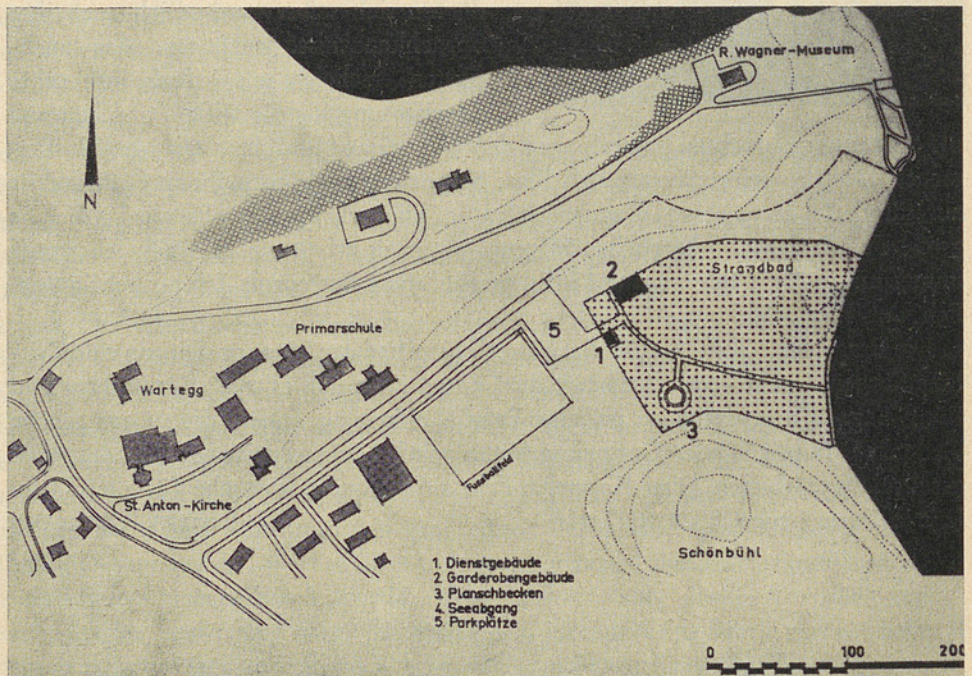 R. Wagner-Museum
N
2
Strandbad
5
Primarschule
1
Wartegg
3
Fussballfeld
St. Anton-Kirche
Schönbühl
1. Dienstgebäude
2. Garderobengebäude
3. Planschbecken
4. Seeabgang
5. Parkplätze
0 100 200